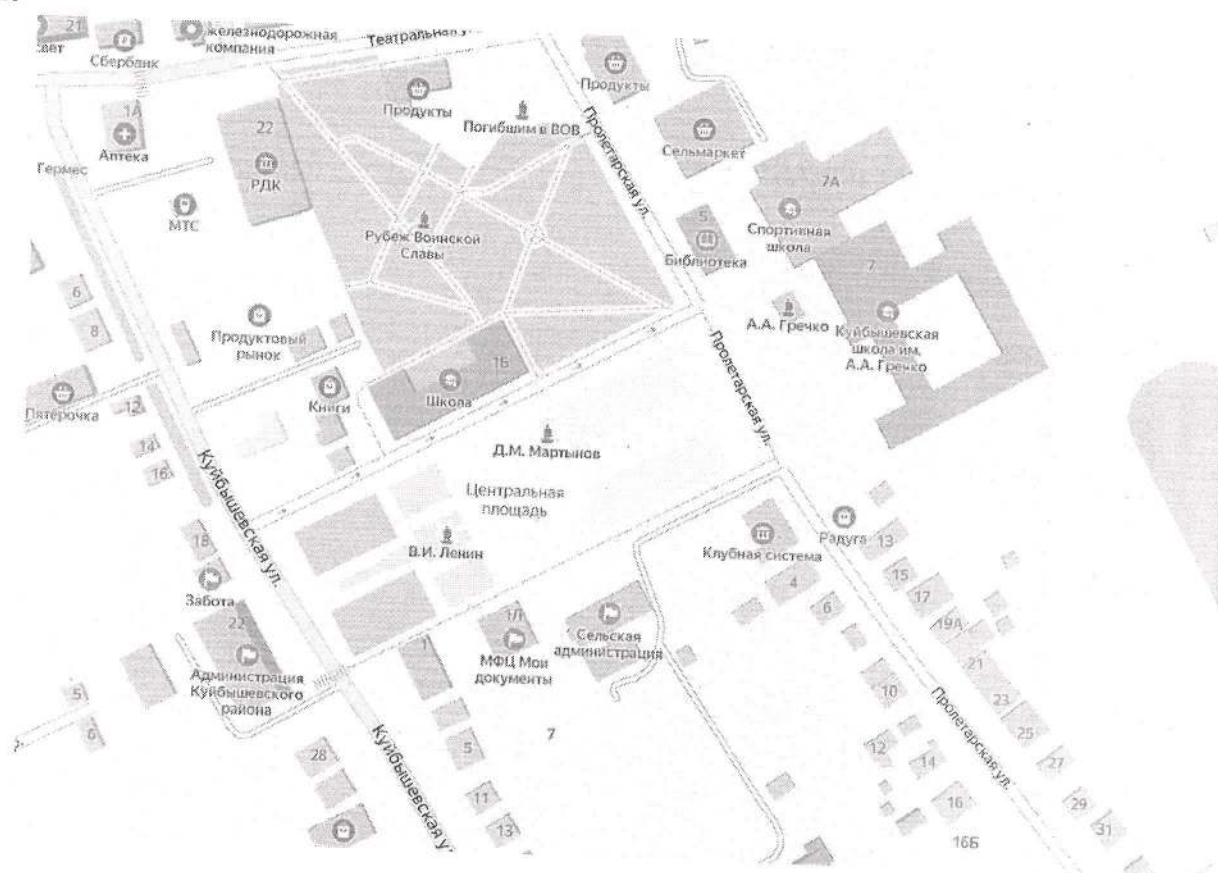 21
Сбербанк
железнодорожная
компания
Театральная у
1А
Аптека
Гермес
МТС
22
РДК
Продукты
Погибшим в ВОВ
Продукты
Сельмаркет
Пролетарская ул.
7А
Спортивная
школа
5
Библиотека
7
А.А. Гречко
Куйбышевская
школа им.
А.А. Гречко
Рубеж Воинской
Славы
6
8
Продуктовый
рынок
Пятёрочка
12
14
16
Книги
1Б
Школа
Пролетарская ул.
Д.М. Мартынов
Центральная
площадь
В.И. Ленин
Куйбышевская ул.
18
Забота
22
Администрация
Куйбышевского
района
5
6
1
МФЦ Мои
документы
Сельская
администрация
7
Клубная система
Радуга
13
4
6
15
17
19А
21
23
25
27
29
31
10
12
14
16
16Б
Пролетарская ул.
28
5
11
13
Куйбышевская у